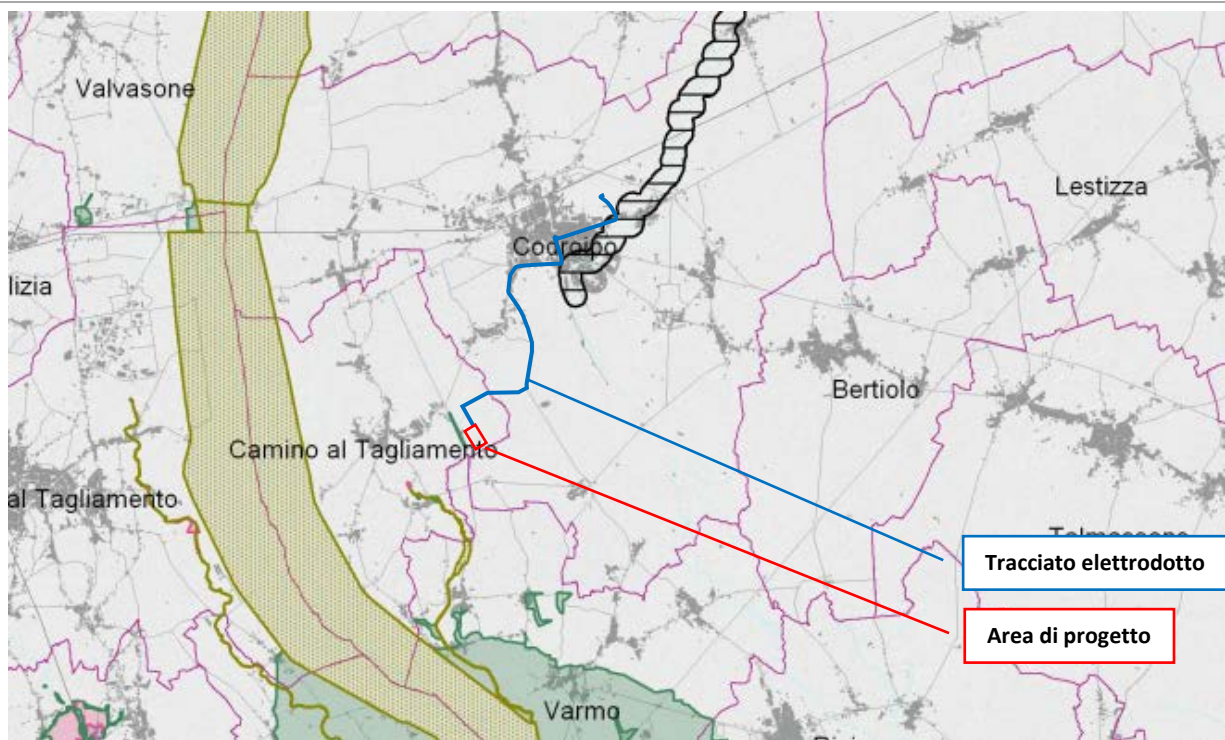 Valvasone
Lestizza
Codroipo
lizia
Bertiolo
Camino al Tagliamento
al Tagliamento
Tracciato elettrodotto
Area di progetto
Varmo